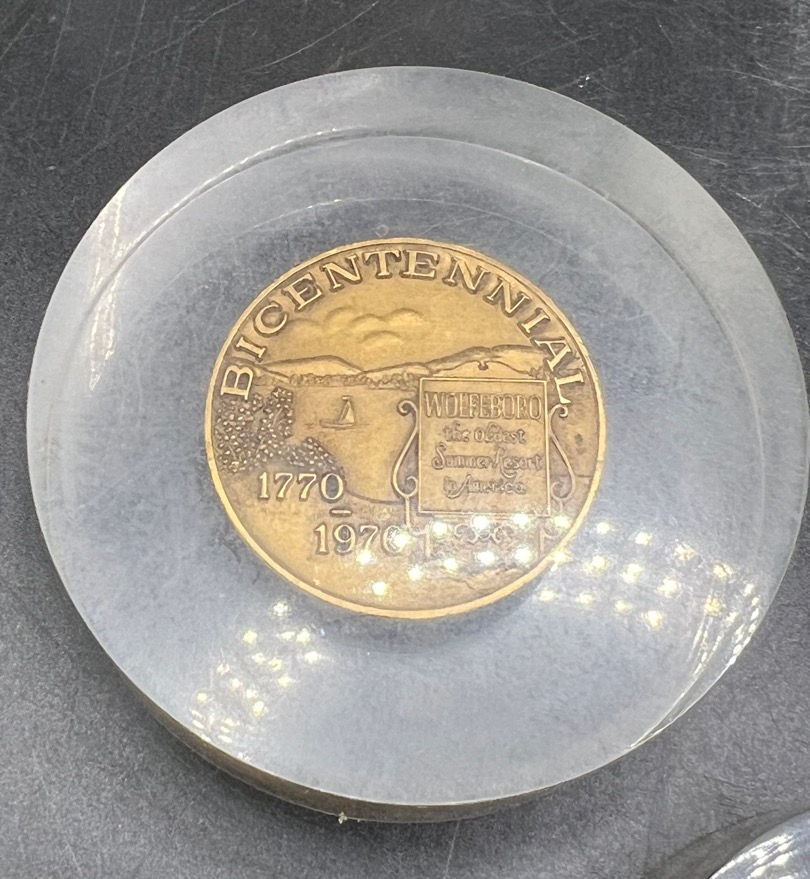 BICENTENNIAL
WOLFEBORO
the Oldest
Summer Resort
In America
1770
–
1970